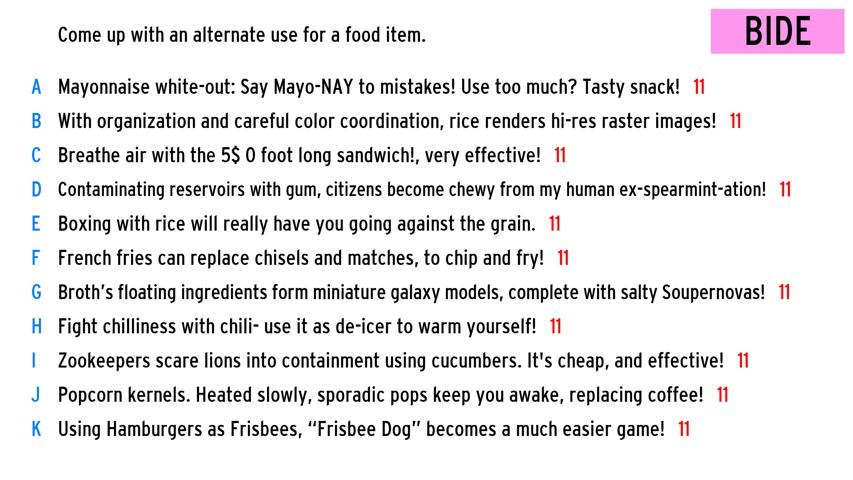 Come up with an alternate use for a food item.
BIDE
A Mayonnaise white-out: Say Mayo-NAY to mistakes! Use too much? Tasty snack! 11
B With organization and careful color coordination, rice renders hi-res raster images! 11
C Breathe air with the 5$ 0 foot long sandwich!, very effective! 11
D Contaminating reservoirs with gum, citizens become chewy from my human ex-spearmint-ation! 11
E Boxing with rice will really have you going against the grain. 11
F French fries can replace chisels and matches, to chip and fry! 11
G Broth’s floating ingredients form miniature galaxy models, complete with salty Soupernovas! 11
H Fight chilliness with chili- use it as de-icer to warm yourself! 11
I Zookeepers scare lions into containment using cucumbers. It's cheap, and effective! 11
J Popcorn kernels. Heated slowly, sporadic pops keep you awake, replacing coffee! 11
K Using Hamburgers as Frisbees, “Frisbee Dog” becomes a much easier game! 11